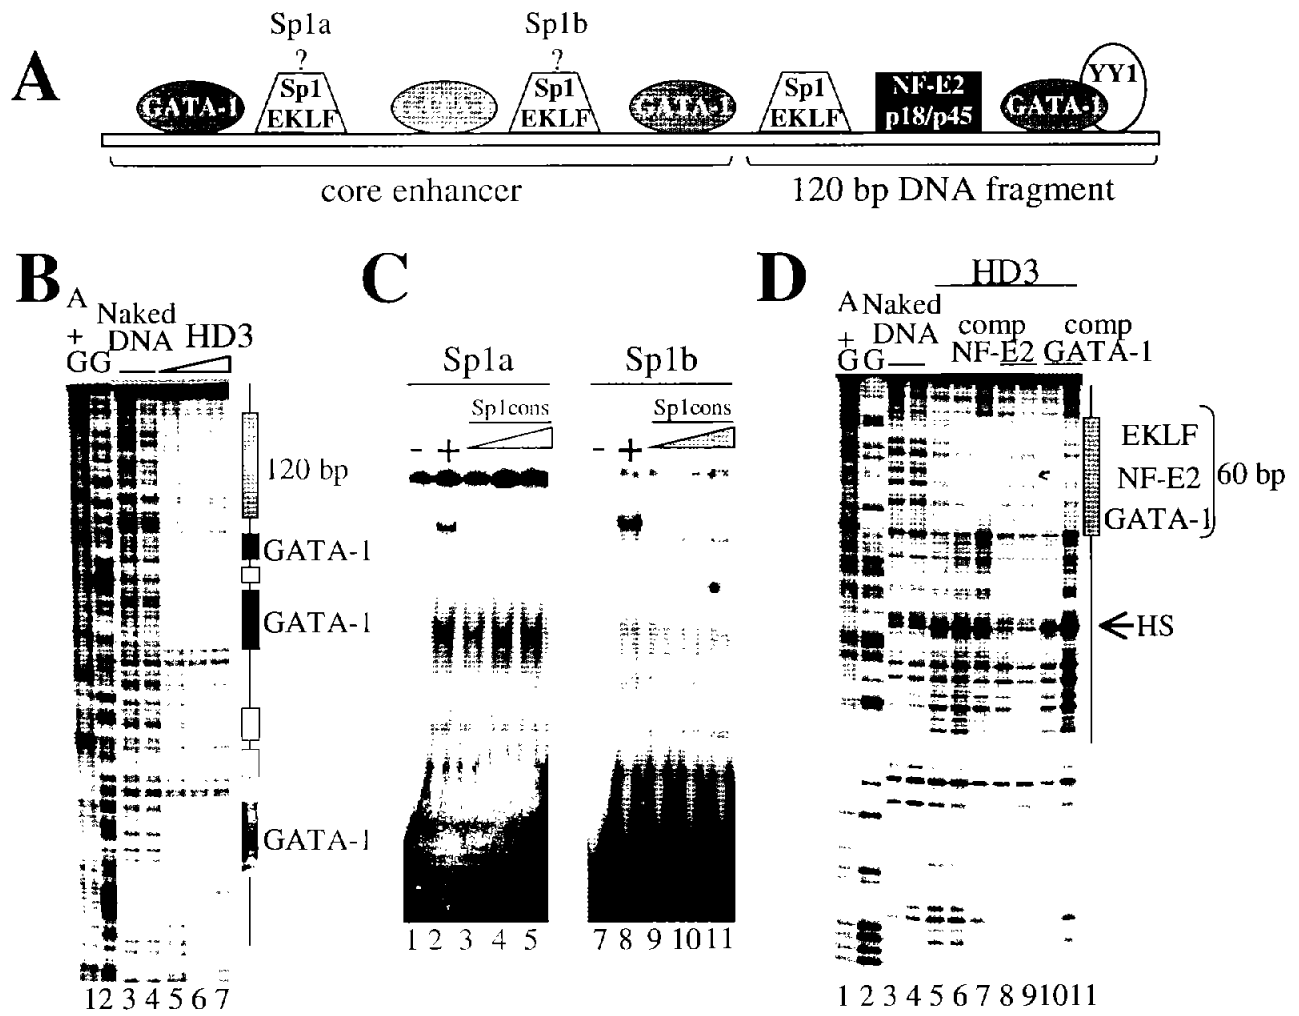 A
Sp1a
?
Sp1b
?
GATA-1
Sp1
EKLF
Sp1
EKLF
GATA-1
Sp1
EKLF
NF-E2
p18/p45
GATA-1
YY1
core enhancer
120 bp DNA fragment
B
A
+
G
G
Naked
DNA
HD3
120 bp
GATA-1
GATA-1
GATA-1
1 2 3 4 5 6 7
C
Sp1a
Sp1cons
- +
1 2 3 4 5
Sp1b
Sp1cons
- +
7 8 9 10 11
D
HD3
A
+
G
G
Naked
DNA
comp
NF-E2
comp
GATA-1
EKLF
NF-E2
GATA-1
60 bp
HS
1 2 3 4 5 6 7 8 9 10 11